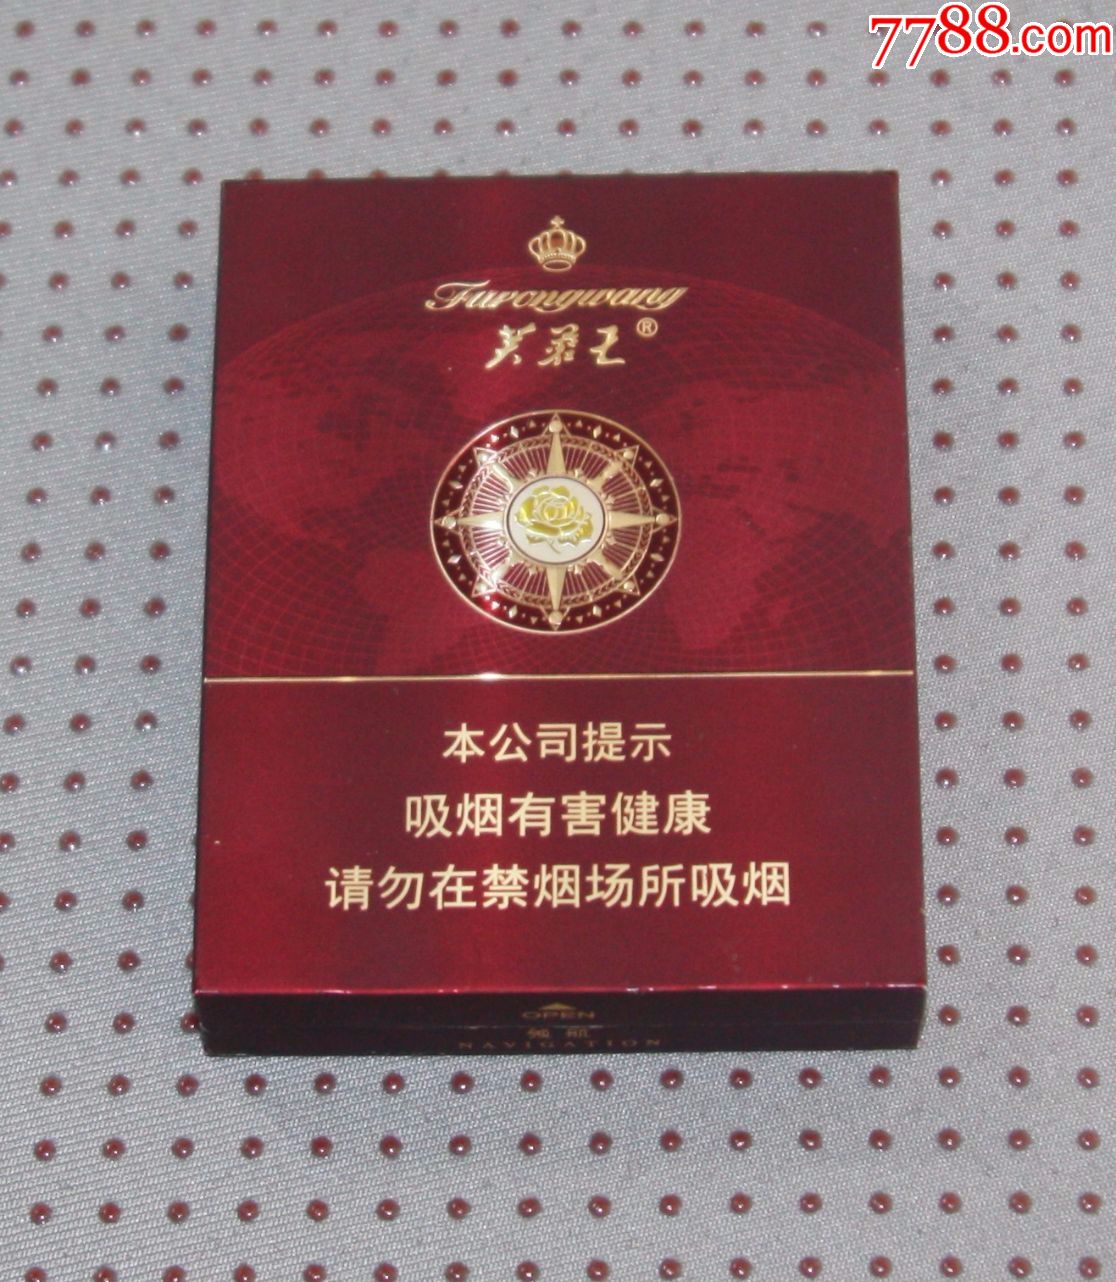 7788.com
Furongwang
芙蓉王®
本公司提示
吸烟有害健康
请勿在禁烟场所吸烟
OPEN
领航
NAVIGATION